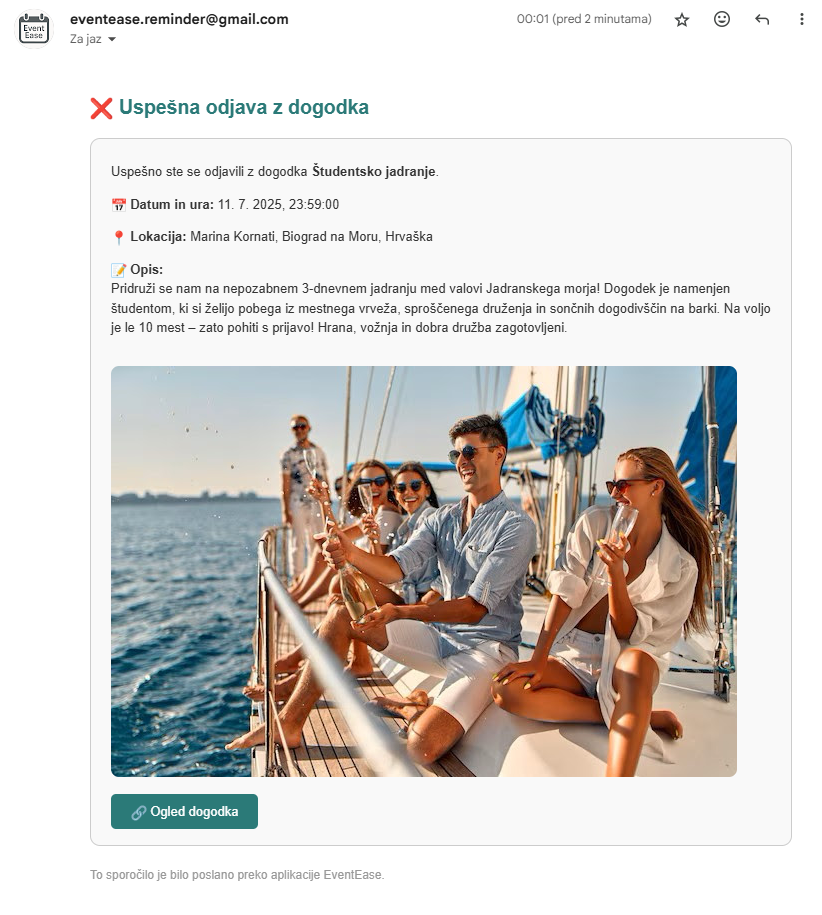 Event
Ease
eventease.reminder@gmail.com
00:01 (pred 2 minutama)
Za jaz
❌ Uspešna odjava z dogodka
Uspešno ste se odjavili z dogodka Študentsko jadranje.
📅 Datum in ura: 11. 7. 2025, 23:59:00
📍 Lokacija: Marina Kornati, Biograd na Moru, Hrvaška
📝 Opis:
Pridruži se nam na nepozabnem 3-dnevnem jadranju med valovi Jadranskega morja! Dogodek je namenjen
študentom, ki si želijo pobega iz mestnega vrveža, sproščenega druženja in sončnih dogodivščin na barki. Na voljo
je le 10 mest – zato pohiti s prijavo! Hrana, vožnja in dobra družba zagotovljeni.
🔗 Ogled dogodka
To sporočilo je bilo poslano preko aplikacije EventEase.